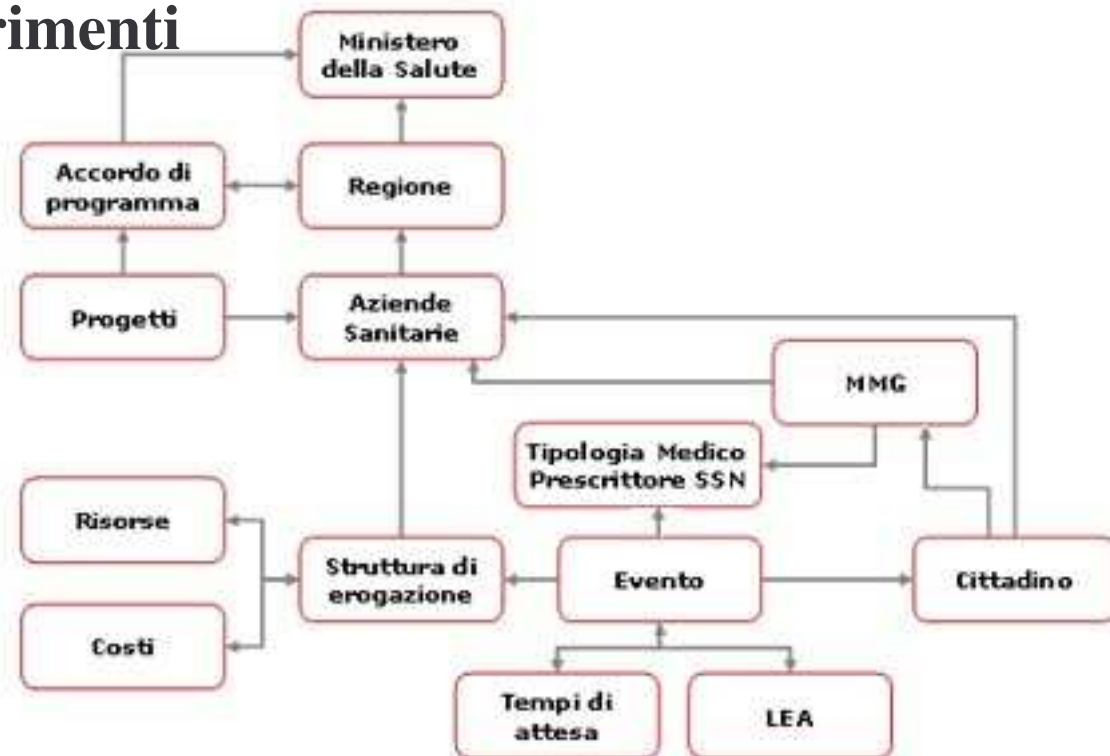 rimenti
Ministero
della Salute
Accordo di
programma
Regione
Progetti
Aziende
Sanitarie
MMG
Tipologia Medico
Prescrittore SSN
Risorse
Struttura di
erogazione
Evento
Cittadino
Costi
Tempi di
attesa
LEA